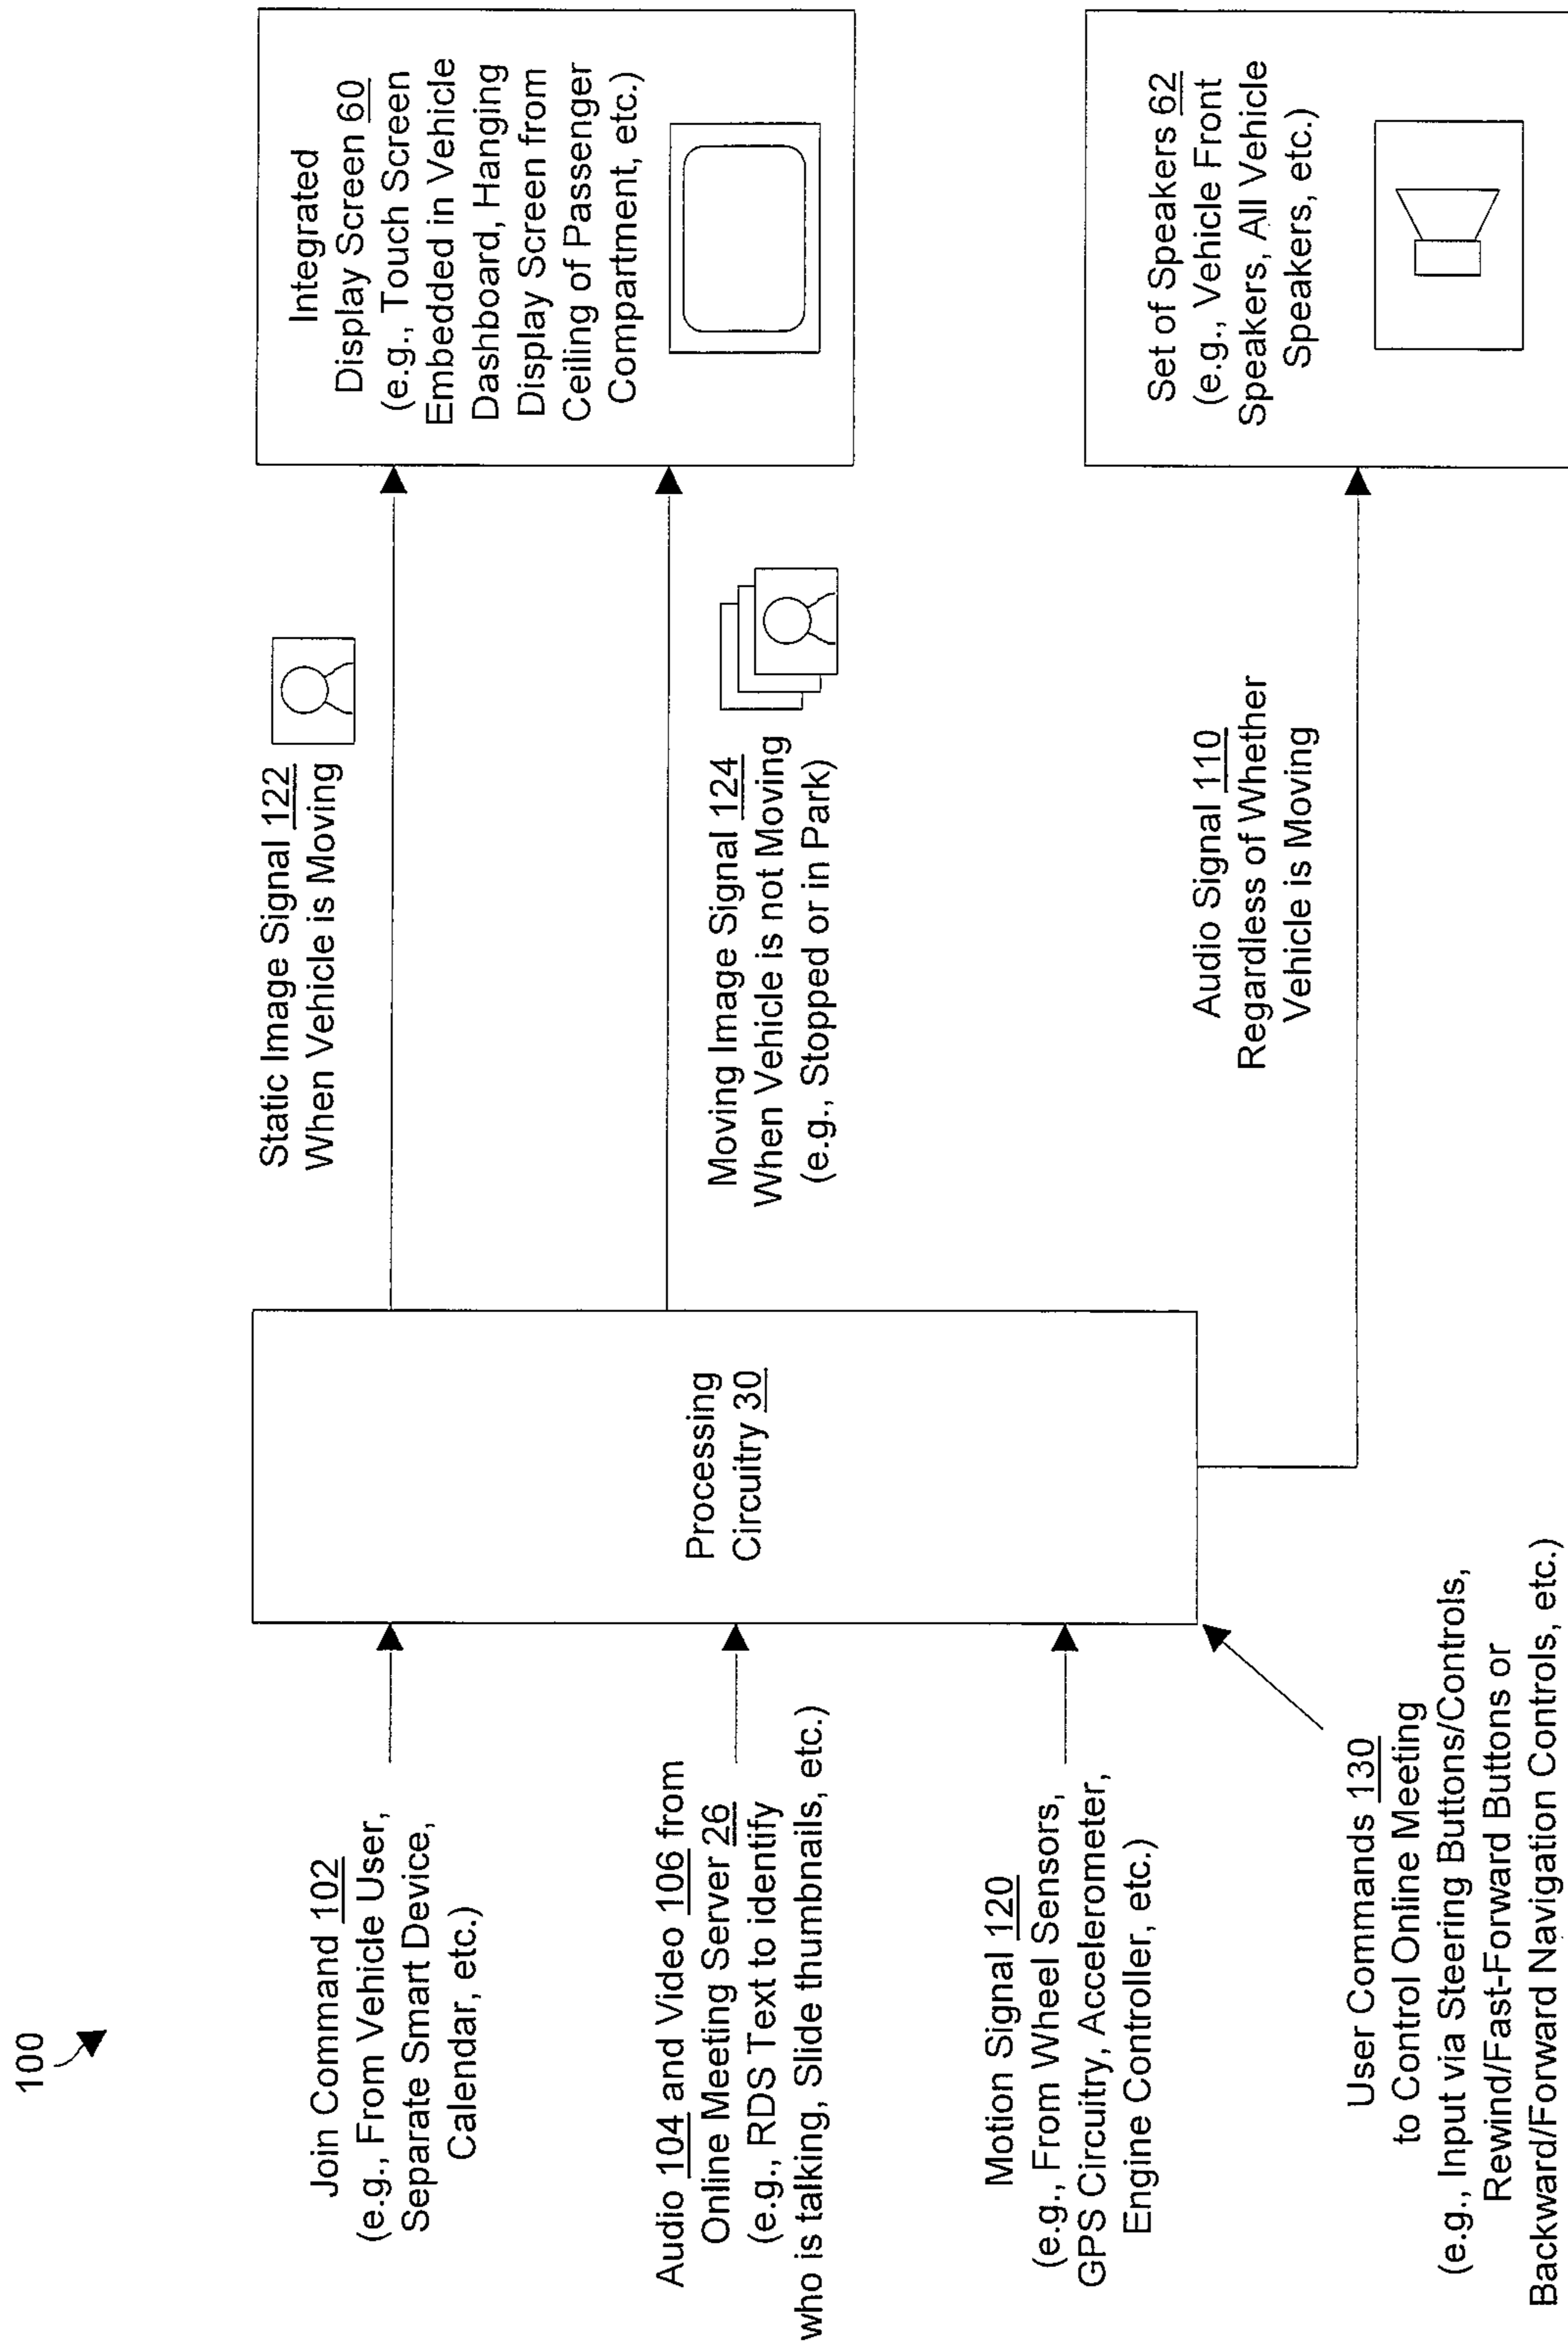 100
Join Command 102
(e.g., From Vehicle User,
Separate Smart Device,
Calendar, etc.)
Audio 104 and Video 106 from
Online Meeting Server 26
(e.g., RDS Text to identify
who is talking, Slide thumbnails, etc.)
Motion Signal 120
(e.g., From Wheel Sensors,
GPS Circuitry, Accelerometer,
Engine Controller, etc.)
User Commands 130
to Control Online Meeting
(e.g., Input via Steering Buttons/Controls,
Rewind/Fast-Forward Buttons or
Backward/Forward Navigation Controls, etc.)
Processing
Circuitry 30
Static Image Signal 122
When Vehicle is Moving
Moving Image Signal 124
When Vehicle is not Moving
(e.g., Stopped or in Park)
Audio Signal 110
Regardless of Whether
Vehicle is Moving
Integrated
Display Screen 60
(e.g., Touch Screen
Embedded in Vehicle
Dashboard, Hanging
Display Screen from
Ceiling of Passenger
Compartment, etc.)
Set of Speakers 62
(e.g., Vehicle Front
Speakers, All Vehicle
Speakers, etc.)